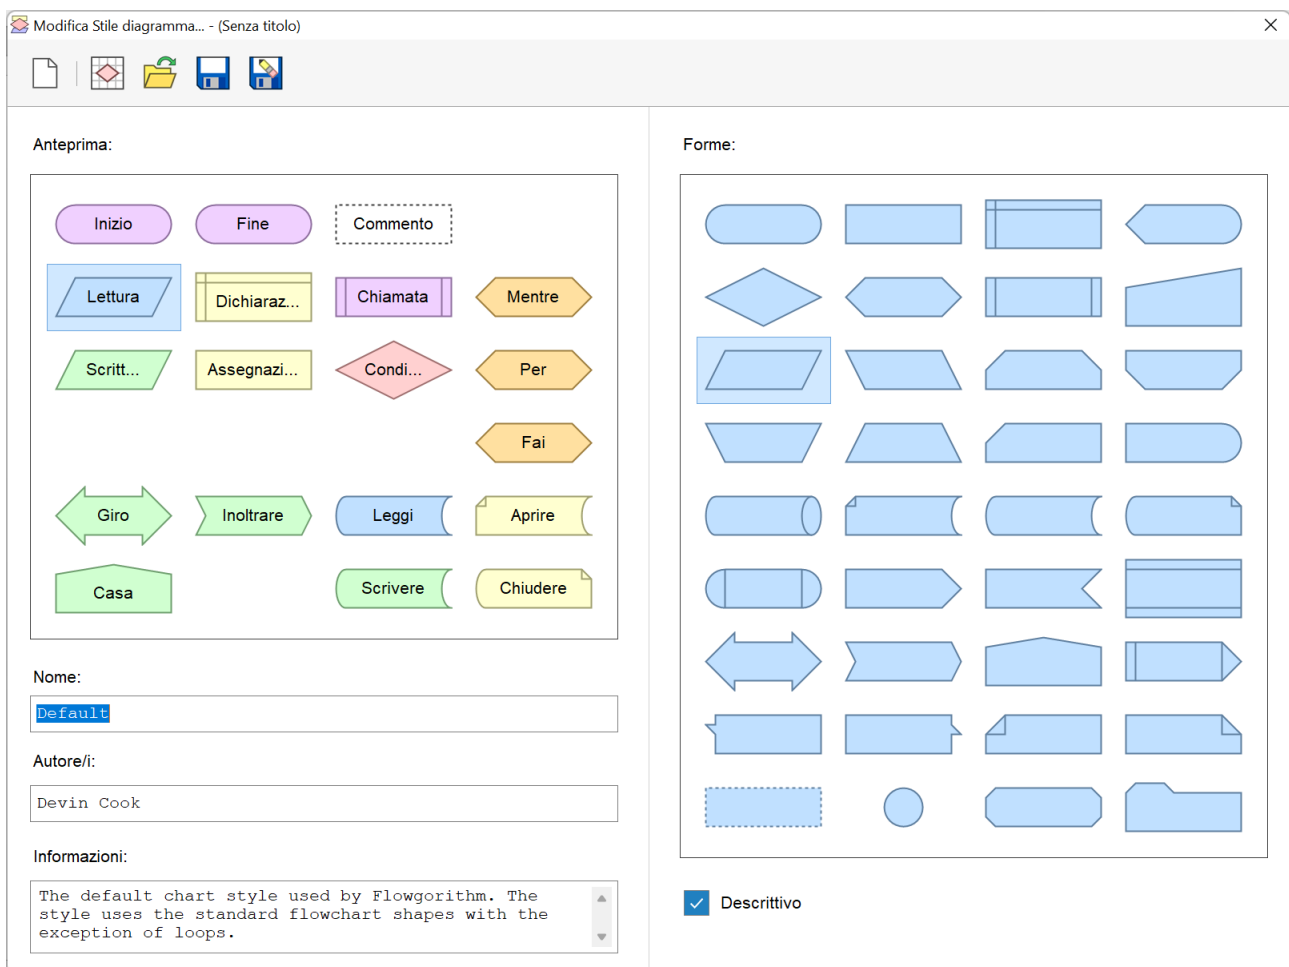 Modifica Stile diagramma... - (Senza titolo)
Anteprima:
Inizio
Fine
Commento
Lettura
Dichiaraz...
Chiamata
Mentre
Scritt...
Assegnazi...
Condi...
Per
Fai
Giro
Inoltrare
Leggi
Aprire
Casa
Scrivere
Chiudere
Nome:
Default
Autore/i:
Devin Cook
Informazioni:
The default chart style used by Flowgorithm. The
style uses the standard flowchart shapes with the
exception of loops.
Forme:
Descrittivo